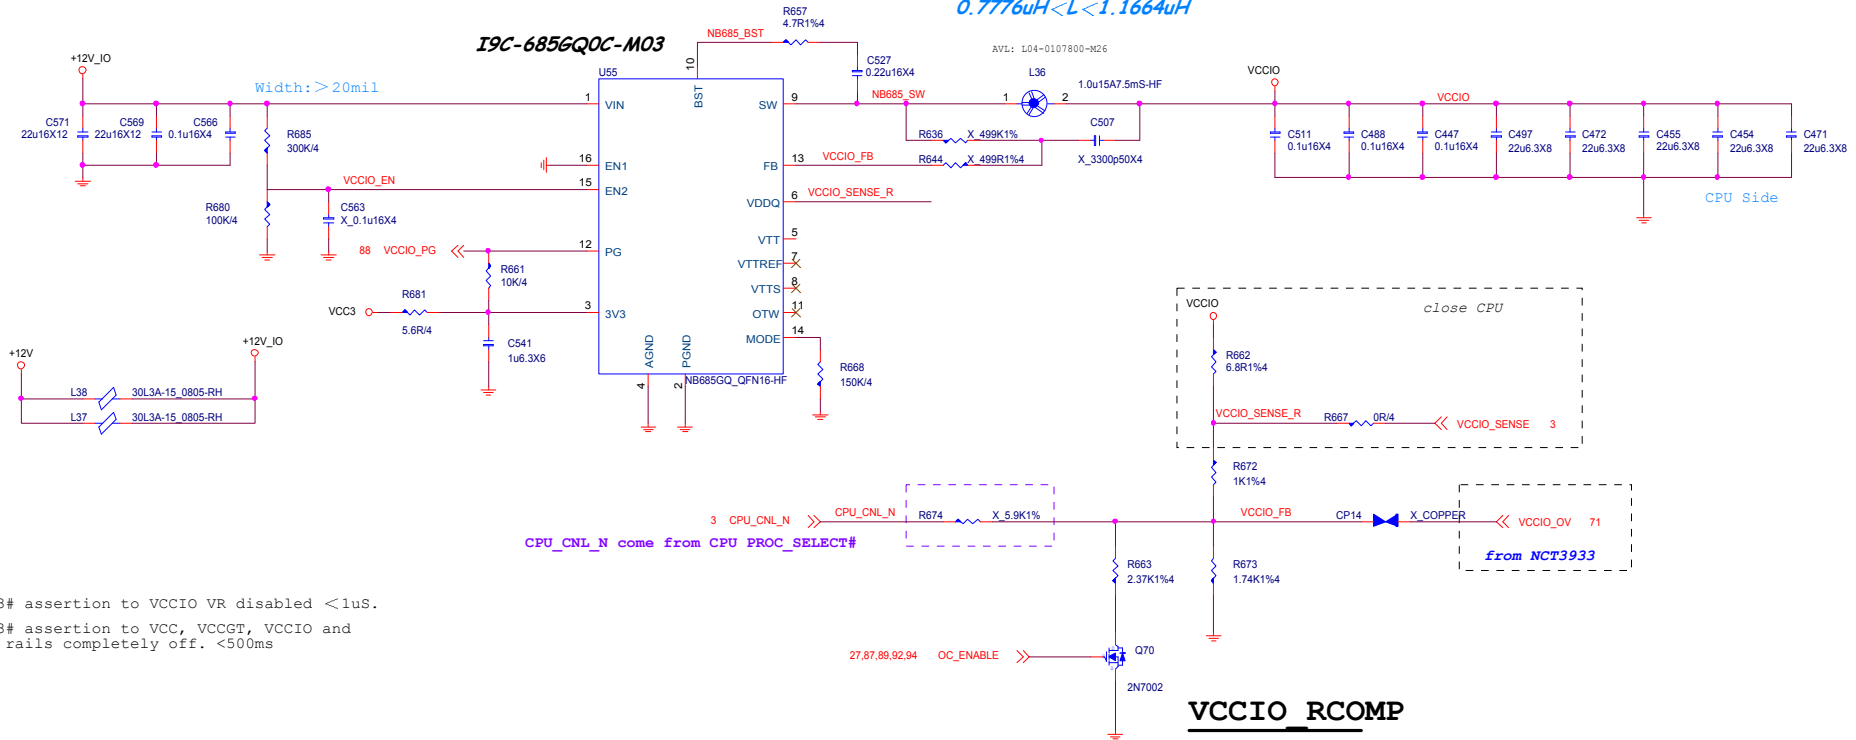 0.7776uH<L<1.1664uH
R657
4.7R1%4
I9C-685GQ0C-M03
NB685_BST
AVL: L04-0107800-M26
+12V_IO
C527
0.22u16X4
L36
VCCIO
Width:>20mil
U55
10
BST
1.0u15A7.5mS-HF
1
VIN
SW
9
NB685_SW
1
2
VCCIO
C571
22u16X12
C569
22u16X12
C566
0.1u16X4
R685
300K/4
C507
R636
X_499K1%
X_3300p50X4
C511
0.1u16X4
C488
0.1u16X4
C447
0.1u16X4
C497
22u6.3X8
C472
22u6.3X8
C455
22u6.3X8
C454
22u6.3X8
C471
22u6.3X8
16
EN1
FB
13
VCCIO_FB
R644
X_499R1%4
VCCIO_EN
15
EN2
VDDQ
6
VCCIO_SENSE_R
CPU Side
R680
100K/4
C563
X_0.1u16X4
VTT
5
88
VCCIO_PG
12
PG
VTTREF
7
R661
10K/4
VTTS
8
R681
5.6R/4
VCC3
3
3V3
OTW
11
C541
1u6.3X6
MODE
14
AGND
PGND
4
2
NB685GQ_QFN16-HF
R668
150K/4
VCCIO
close CPU
R662
6.8R1%4
+12V
+12V_IO
L38
30L3A-15_0805-RH
L37
30L3A-15_0805-RH
VCCIO_SENSE_R
R667
0R/4
VCCIO_SENSE
3
R672
1K1%4
3
CPU_CNL_N
CPU_CNL_N
R674
X_5.9K1%
VCCIO_FB
CP14
X_COPPER
VCCIO_OV
71
CPU_CNL_N come from CPU PROC_SELECT#
from NCT3933
R663
2.37K1%4
R673
1.74K1%4
3# assertion to VCCIO VR disabled <1uS.
3# assertion to VCC, VCCGT, VCCIO and
rails completely off. <500ms
27,87,89,92,94
OC_ENABLE
Q70
2N7002
VCCIO_RCOMP